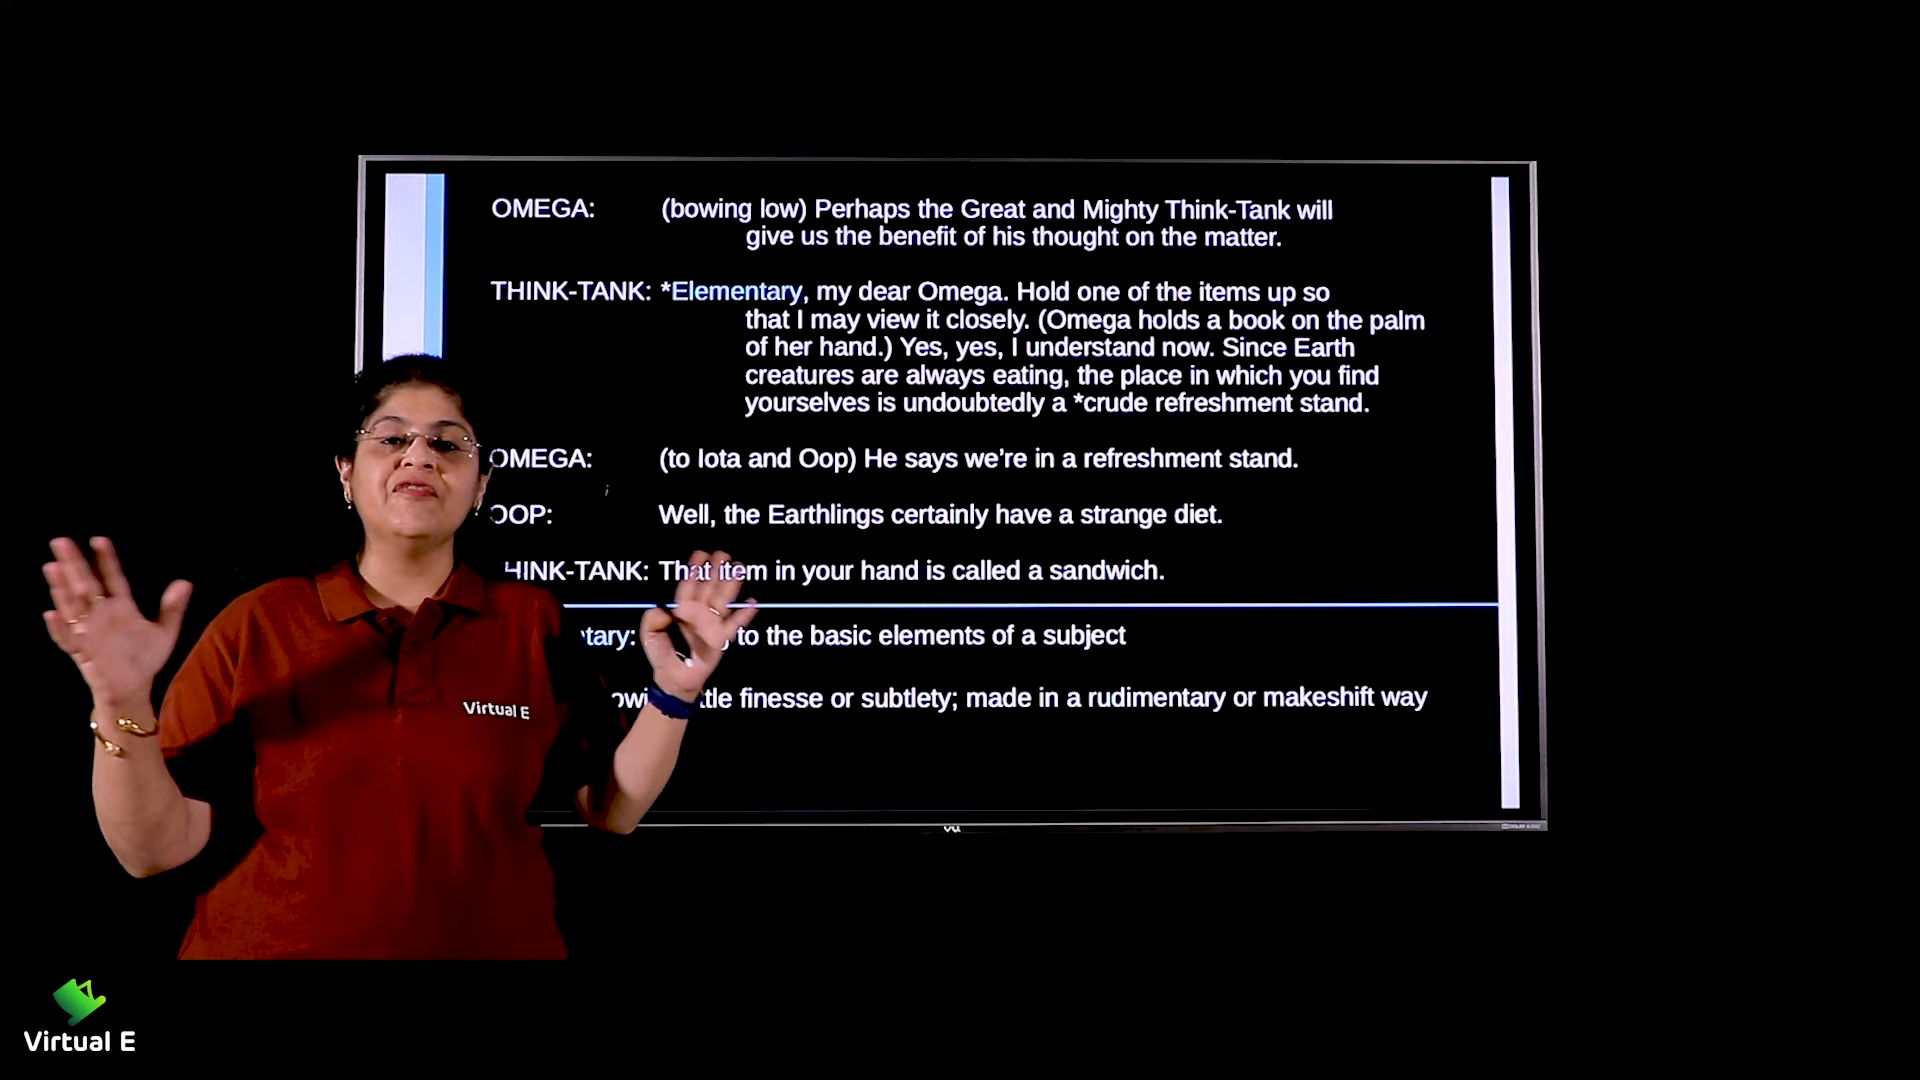 OMEGA: (bowing low) Perhaps the Great and Mighty Think-Tank will
give us the benefit of his thought on the matter.
THINK-TANK: *Elementary, my dear Omega. Hold one of the items up so
that I may view it closely. (Omega holds a book on the palm
of her hand.) Yes, yes, I understand now. Since Earth
creatures are always eating, the place in which you find
yourselves is undoubtedly a *crude refreshment stand.
OMEGA: (to Iota and Oop) He says we’re in a refreshment stand.
OOP: Well, the Earthlings certainly have a strange diet.
THINK-TANK: That item in your hand is called a sandwich.
to the basic elements of a subject
finesse or subtlety; made in a rudimentary or makeshift way
Virtual E
Virtual E